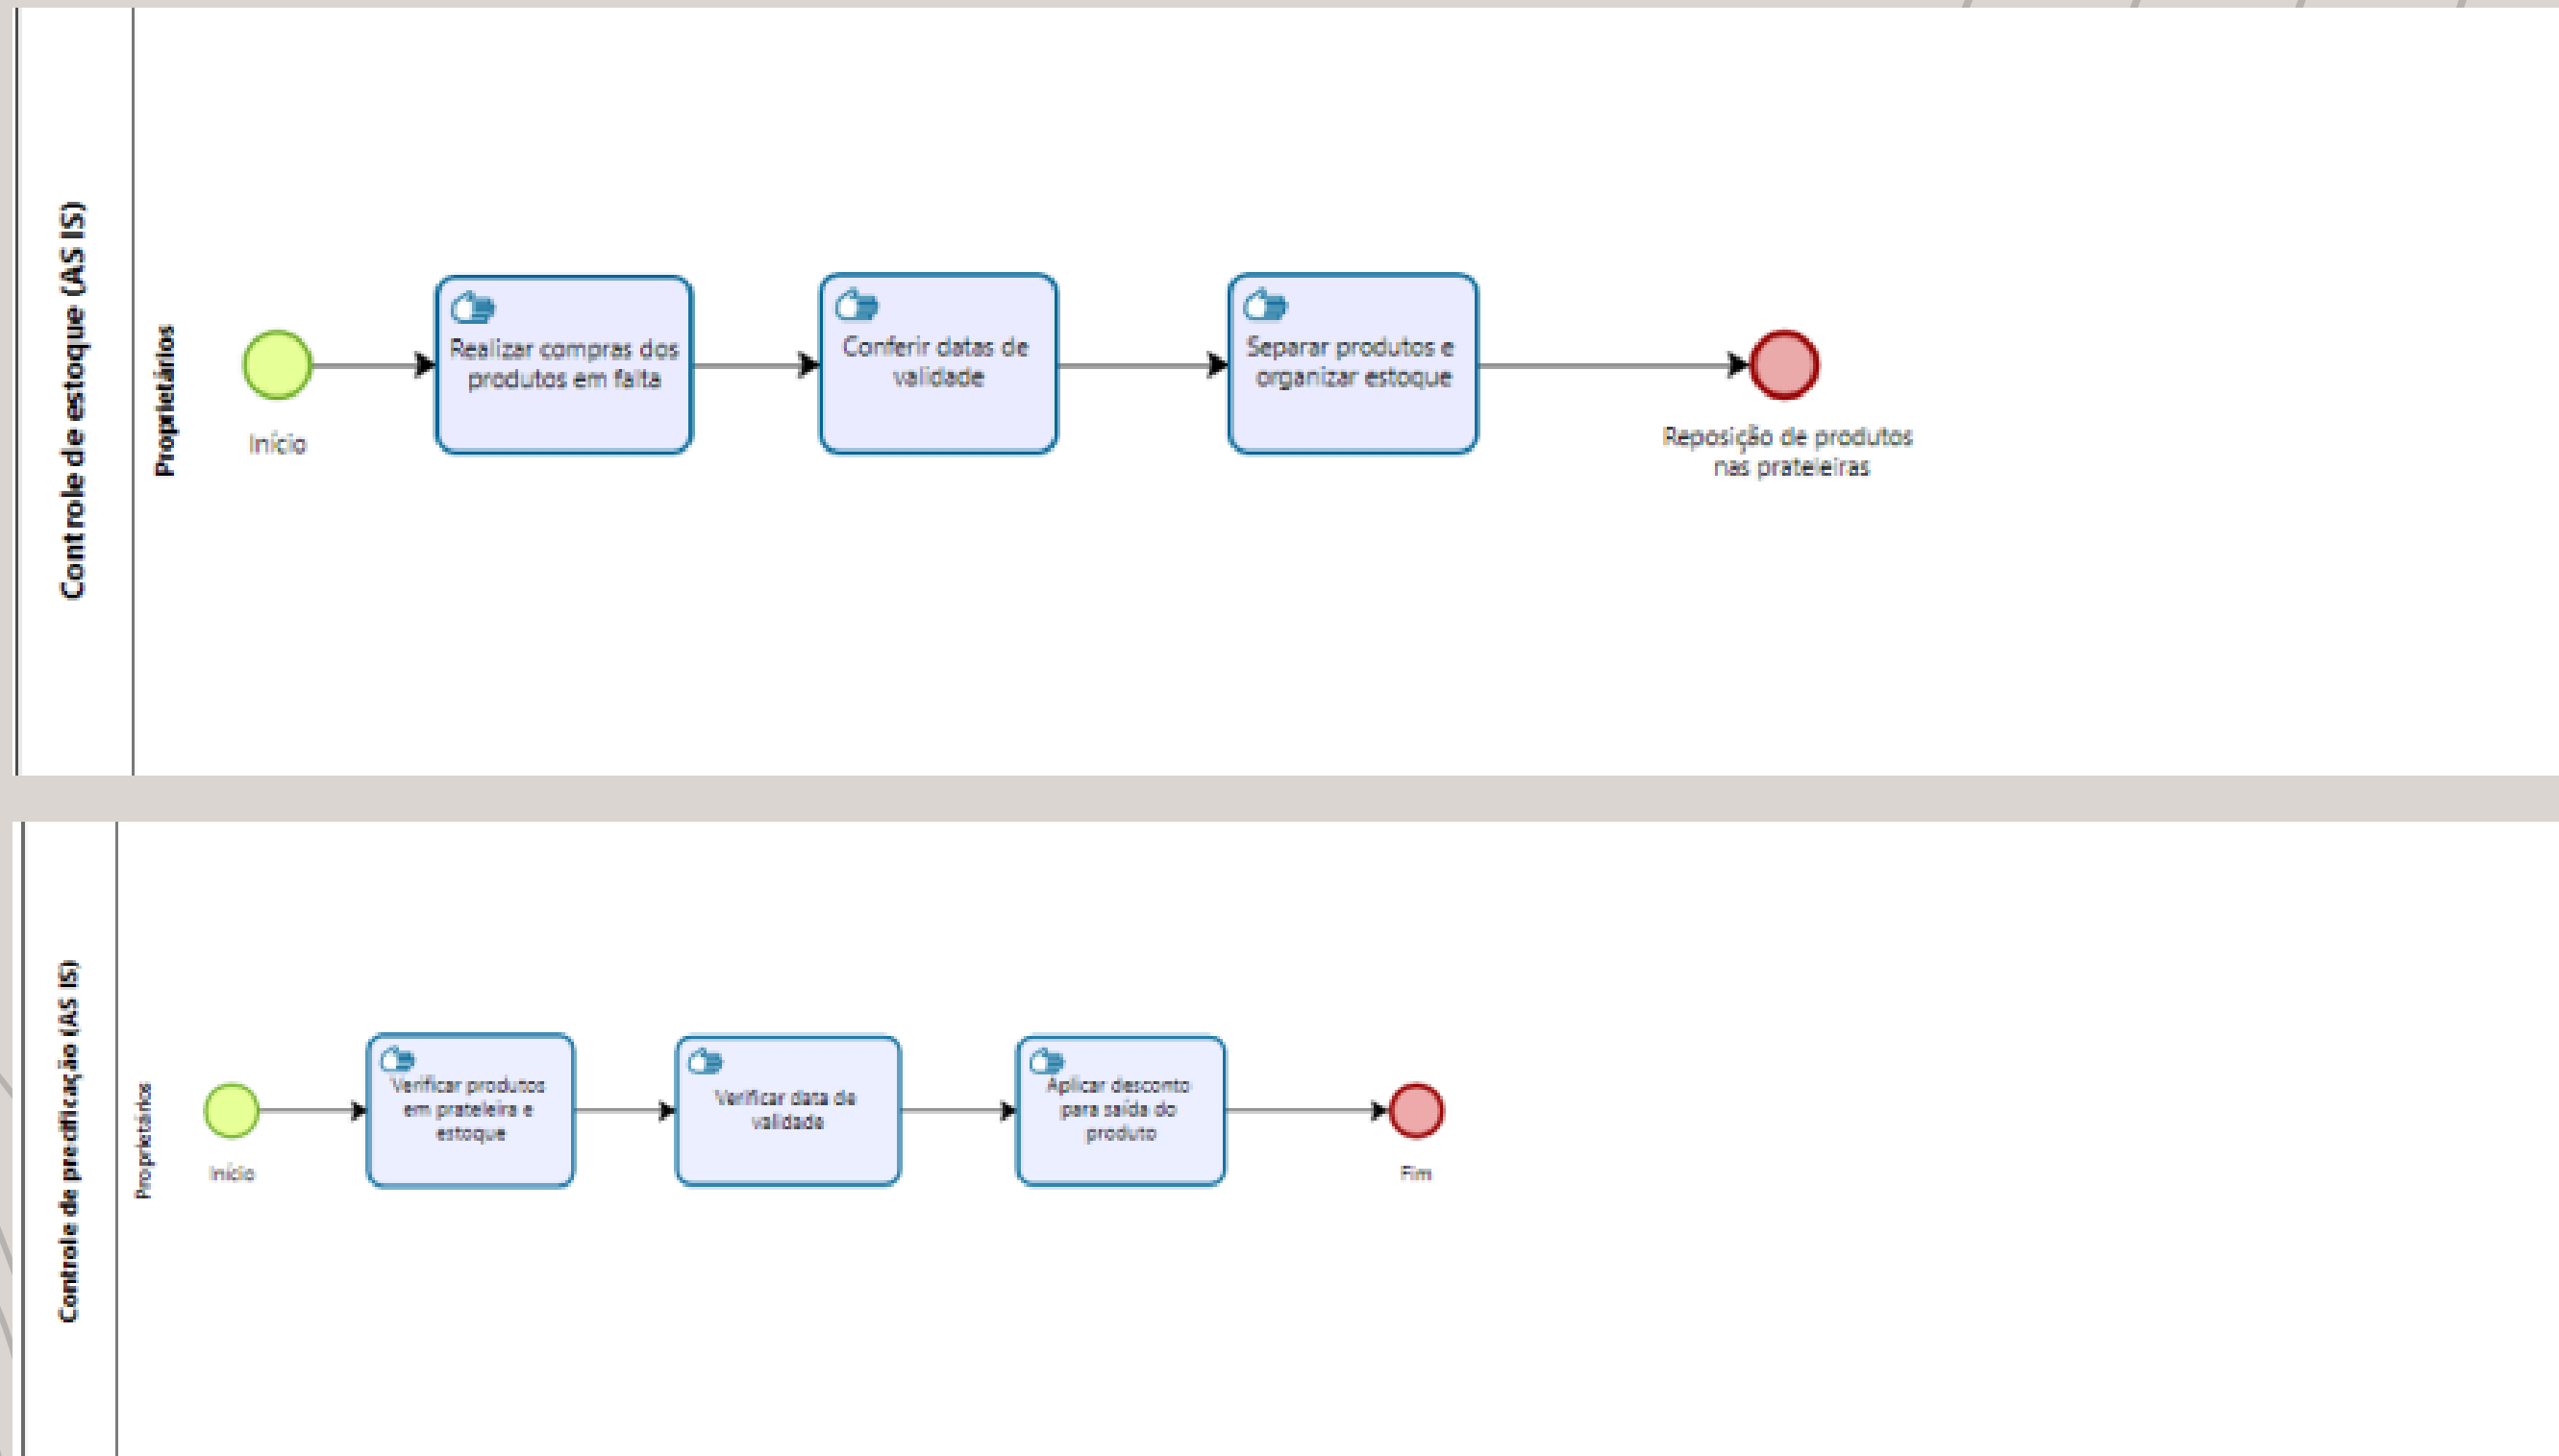 Controle de estoque (AS IS)
Proprietários
Início
Realizar compras dos
produtos em falta
Conferir datas de
validade
Separar produtos e
organizar estoque
Reposição de produtos
nas prateleiras
Controle de predificação (AS IS)
Proprietários
Início
Verificar produtos
em prateleira e
estoque
Verificar data de
validade
Aplicar desconto
para saída do
produto
Fim